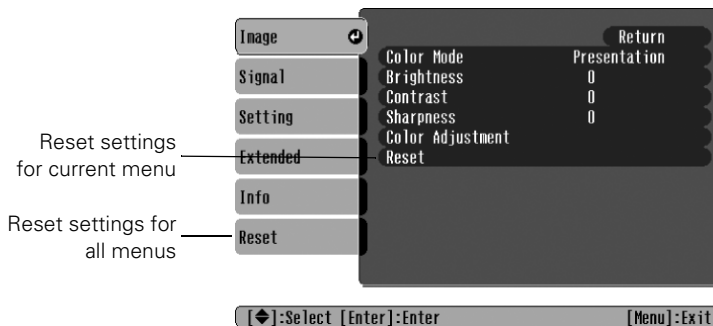 Image
Signal
Setting
Extended
Info
Reset
Return
Color Mode Presentation
Brightness 0
Contrast 0
Sharpness 0
Color Adjustment
Reset
Reset settings
for current menu
Reset settings for
all menus
[]:Select [Enter]:Enter [Menu]:Exit